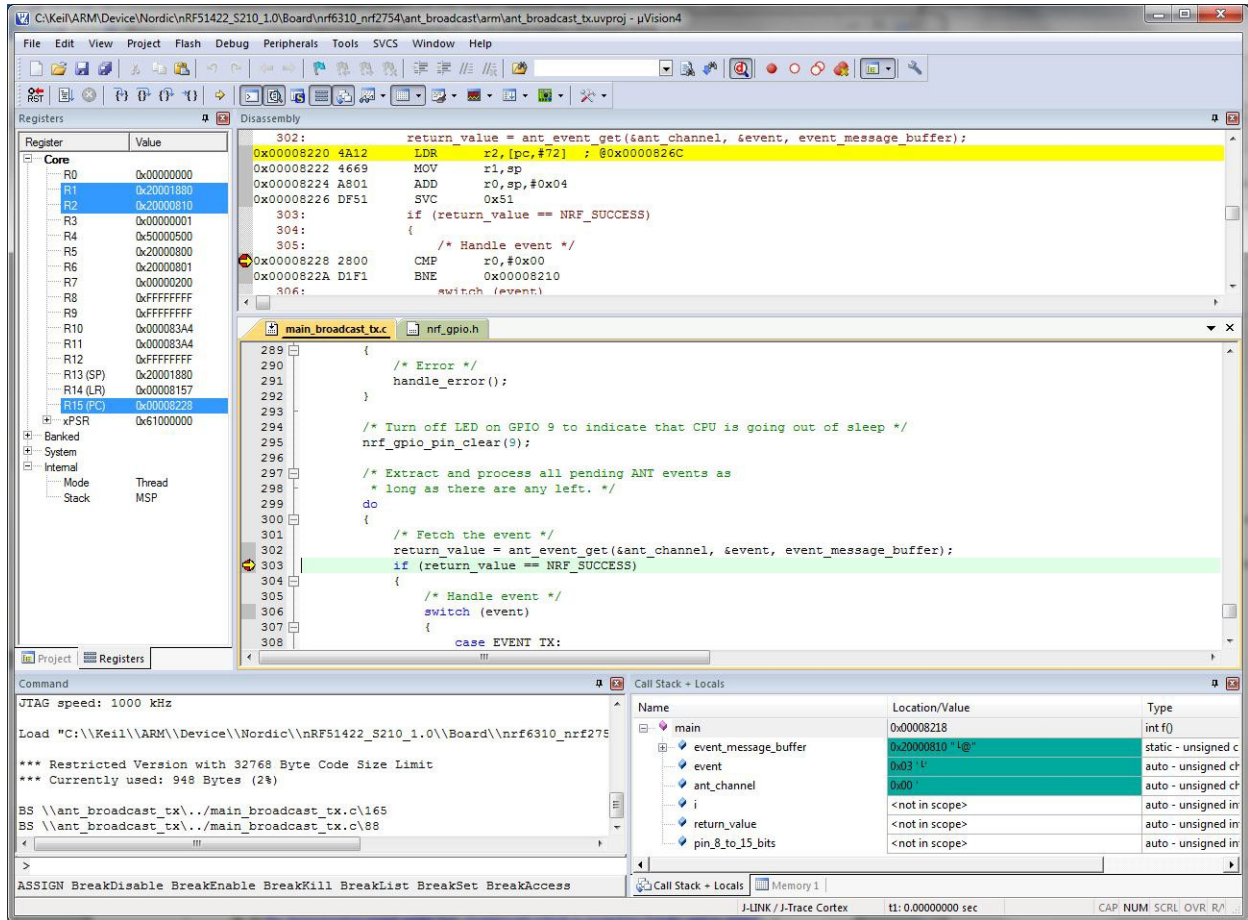 C:\Keil\ARM\Device\Nordic\nRF51422_S210_1.0\Board\nrf6310_nrf2754\ant_broadcast\arm\ant_broadcast_tx.uvproj - µVision4
File Edit View Project Flash Debug Peripherals Tools SVCS Window Help
RST
Registers
Register Value
Core
R0 0x00000000
R1 0x20001880
R2 0x20000810
R3 0x00000001
R4 0x50000500
R5 0x20000800
R6 0x20000801
R7 0x00000200
R8 0xFFFFFFFF
R9 0xFFFFFFFF
R10 0x000083A4
R11 0x000083A4
R12 0xFFFFFFFF
R13 (SP) 0x20001880
R14 (LR) 0x00008157
R15 (PC) 0x00008228
xPSR 0x61000000
Banked
System
Internal
Mode Thread
Stack MSP
Project Registers
Disassembly
302: return_value = ant_event_get(&ant_channel, &event, event_message_buffer);
0x00008220 4A12 LDR r2,[pc,#72] ; @0x0000826C
0x00008222 4669 MOV r1,sp
0x00008224 A801 ADD r0,sp,#0x04
0x00008226 DF51 SVC 0x51
303: if (return_value == NRF_SUCCESS)
304: {
305: /* Handle event */
0x00008228 2800 CMP r0,#0x00
0x0000822A D1F1 BNE 0x00008210
306: switch (event)
main_broadcast_tx.c nrf_gpio.h
289 {
290 /* Error */
291 handle_error();
292 }
293
294 /* Turn off LED on GPIO 9 to indicate that CPU is going out of sleep */
295 nrf_gpio_pin_clear(9);
296
297 /* Extract and process all pending ANT events as
298 * long as there are any left. */
299 do
300 {
301 /* Fetch the event */
302 return_value = ant_event_get(&ant_channel, &event, event_message_buffer);
303 if (return_value == NRF_SUCCESS)
304 {
305 /* Handle event */
306 switch (event)
307 {
308 case EVENT_TX:
Command
JTAG speed: 1000 kHz
Load "C:\\Keil\\ARM\\Device\\Nordic\\nRF51422_S210_1.0\\Board\\nrf6310_nrf275
*** Restricted Version with 32768 Byte Code Size Limit
*** Currently used: 948 Bytes (2%)
BS \\ant_broadcast_tx\../main_broadcast_tx.c\165
BS \\ant_broadcast_tx\../main_broadcast_tx.c\88
>
ASSIGN BreakDisable BreakEnable BreakKill BreakList BreakSet BreakAccess
Call Stack + Locals
Name Location/Value Type
main 0x00008218 int f()
event_message_buffer 0x20000810 " └@" static - unsigned c
event 0x03 '└' auto - unsigned ch
ant_channel 0x00 ' auto - unsigned ch
i <not in scope> auto - unsigned in
return_value <not in scope> auto - unsigned in
pin_8_to_15_bits <not in scope> auto - unsigned in
Call Stack + Locals Memory 1
J-LINK / J-Trace Cortex t1: 0.00000000 sec CAP NUM SCRL OVR R/